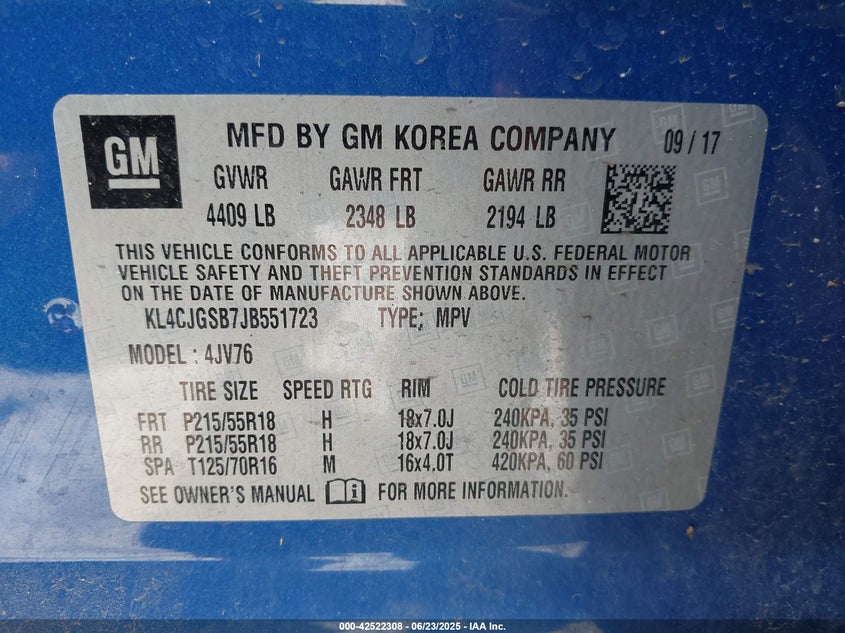 GM
MFD BY GM KOREA COMPANY 09/17
GVWR GAWR FRT GAWR RR
4409 LB 2348 LB 2194 LB
THIS VEHICLE CONFORMS TO ALL APPLICABLE U.S. FEDERAL MOTOR
VEHICLE SAFETY AND THEFT PREVENTION STANDARDS IN EFFECT
ON THE DATE OF MANUFACTURE SHOWN ABOVE.
KL4CJGSB7JB551723 TYPE; MPV
MODEL : 4JV76
TIRE SIZE SPEED RTG RIM COLD TIRE PRESSURE
FRT P215/55R18 H 18x7.0J 240KPA, 35 PSI
RR P215/55R18 H 18x7.0J 240KPA, 35 PSI
SPA T125/70R16 M 16x4.0T 420KPA, 60 PSI
SEE OWNER'S MANUAL FOR MORE INFORMATION.
000-42522308 - 06/23/2025 - IAA Inc.